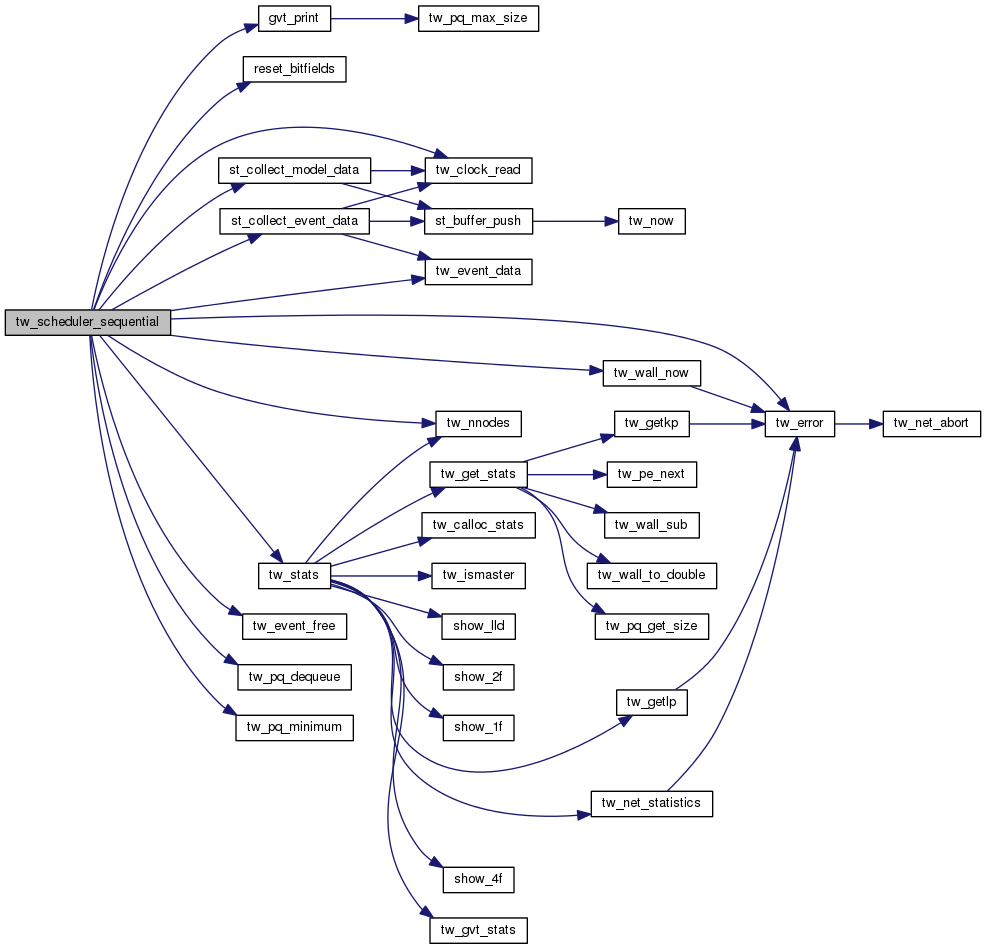 gvt_print
tw_pq_max_size
reset_bitfields
st_collect_model_data
tw_clock_read
st_collect_event_data
st_buffer_push
tw_now
tw_event_data
tw_scheduler_sequential
tw_wall_now
tw_nnodes
tw_getkp
tw_error
tw_net_abort
tw_get_stats
tw_pe_next
tw_calloc_stats
tw_wall_sub
tw_stats
tw_ismaster
tw_wall_to_double
tw_event_free
show_lld
tw_pq_get_size
tw_pq_dequeue
show_2f
tw_getlp
tw_pq_minimum
show_1f
tw_net_statistics
show_4f
tw_gvt_stats